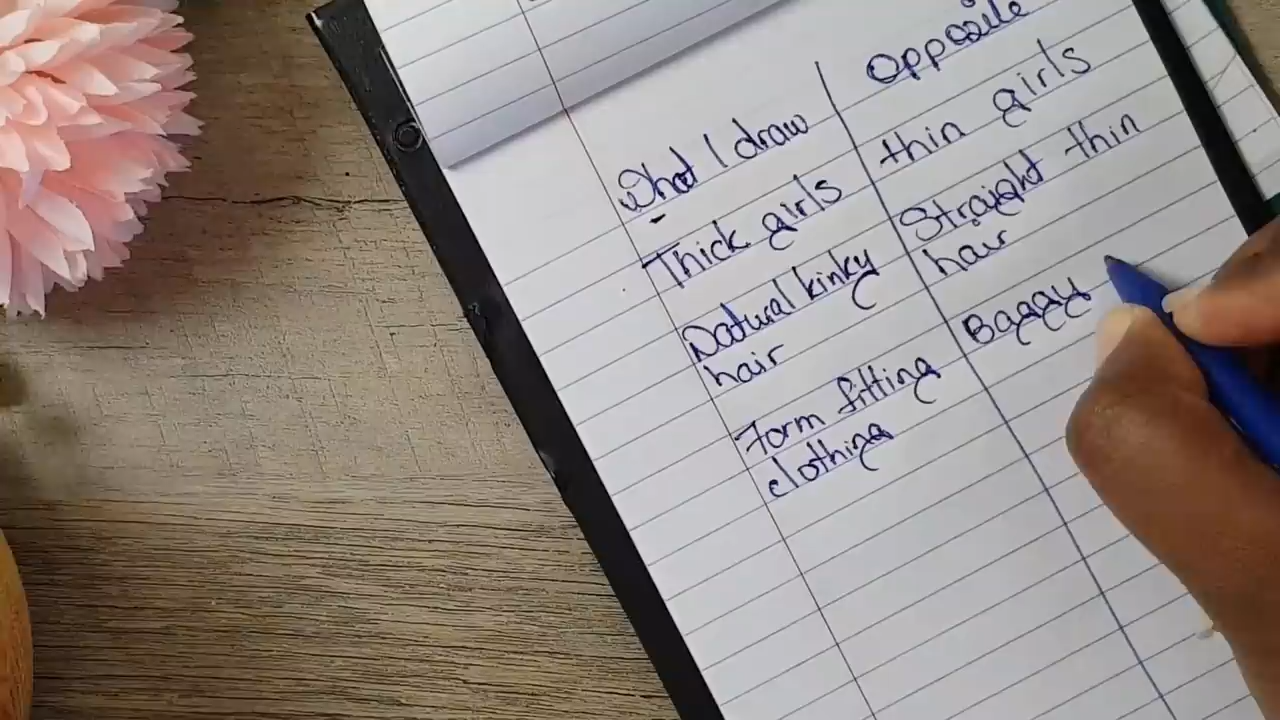 What I draw
Opposite
Thick girls
thin girls
Natural kinky
hair
Straight thin
hair
Form fitting
clothing
Baggy